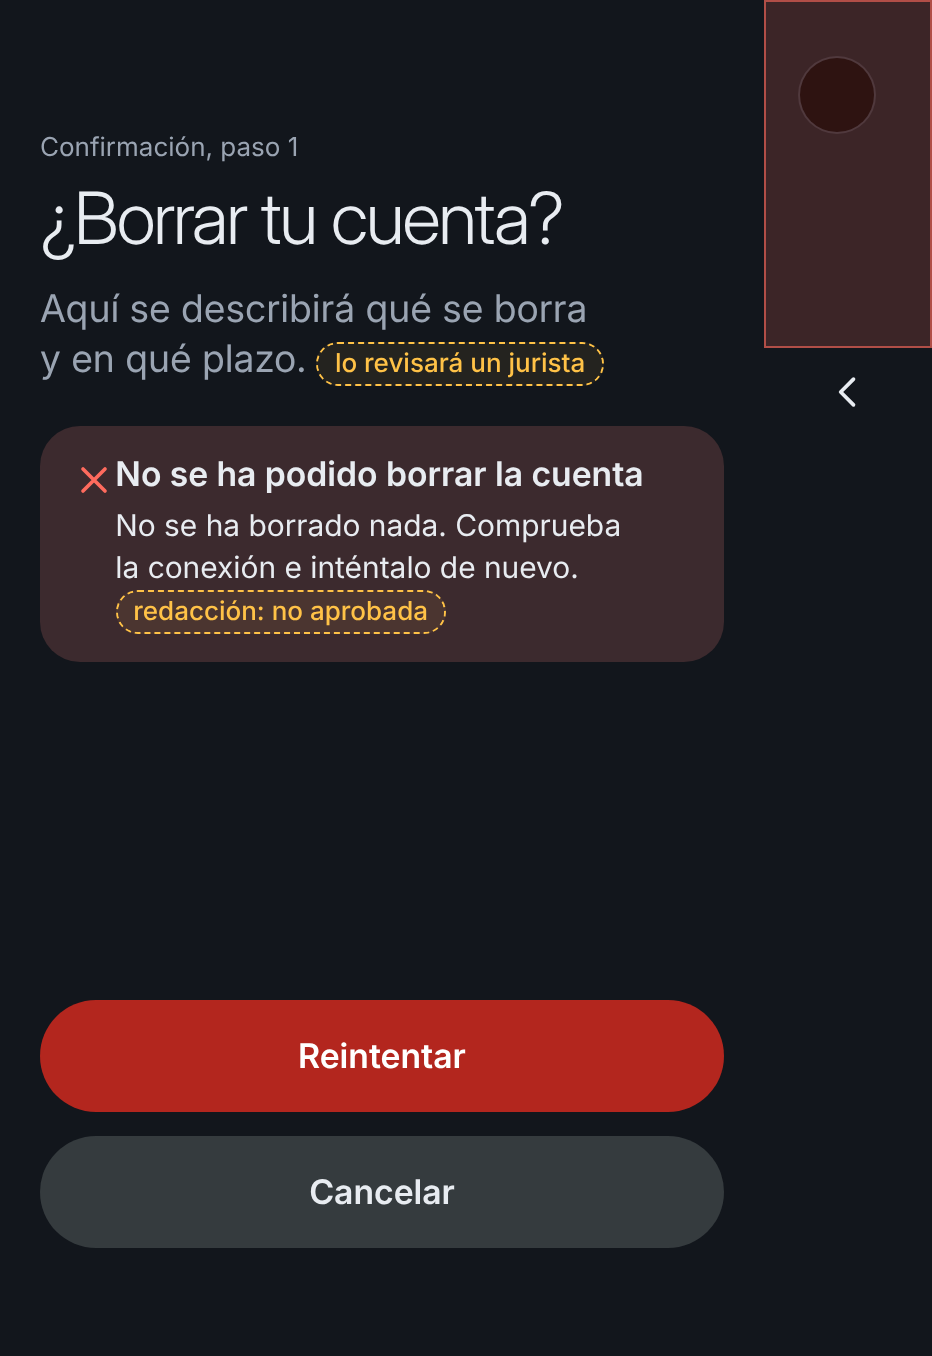 Confirmación, paso 1
¿Borrar tu cuenta?
Aquí se describirá qué se borra
y en qué plazo. lo revisará un jurista
No se ha podido borrar la cuenta
No se ha borrado nada. Comprueba
la conexión e inténtalo de nuevo.
redacción: no aprobada
Reintentar
Cancelar